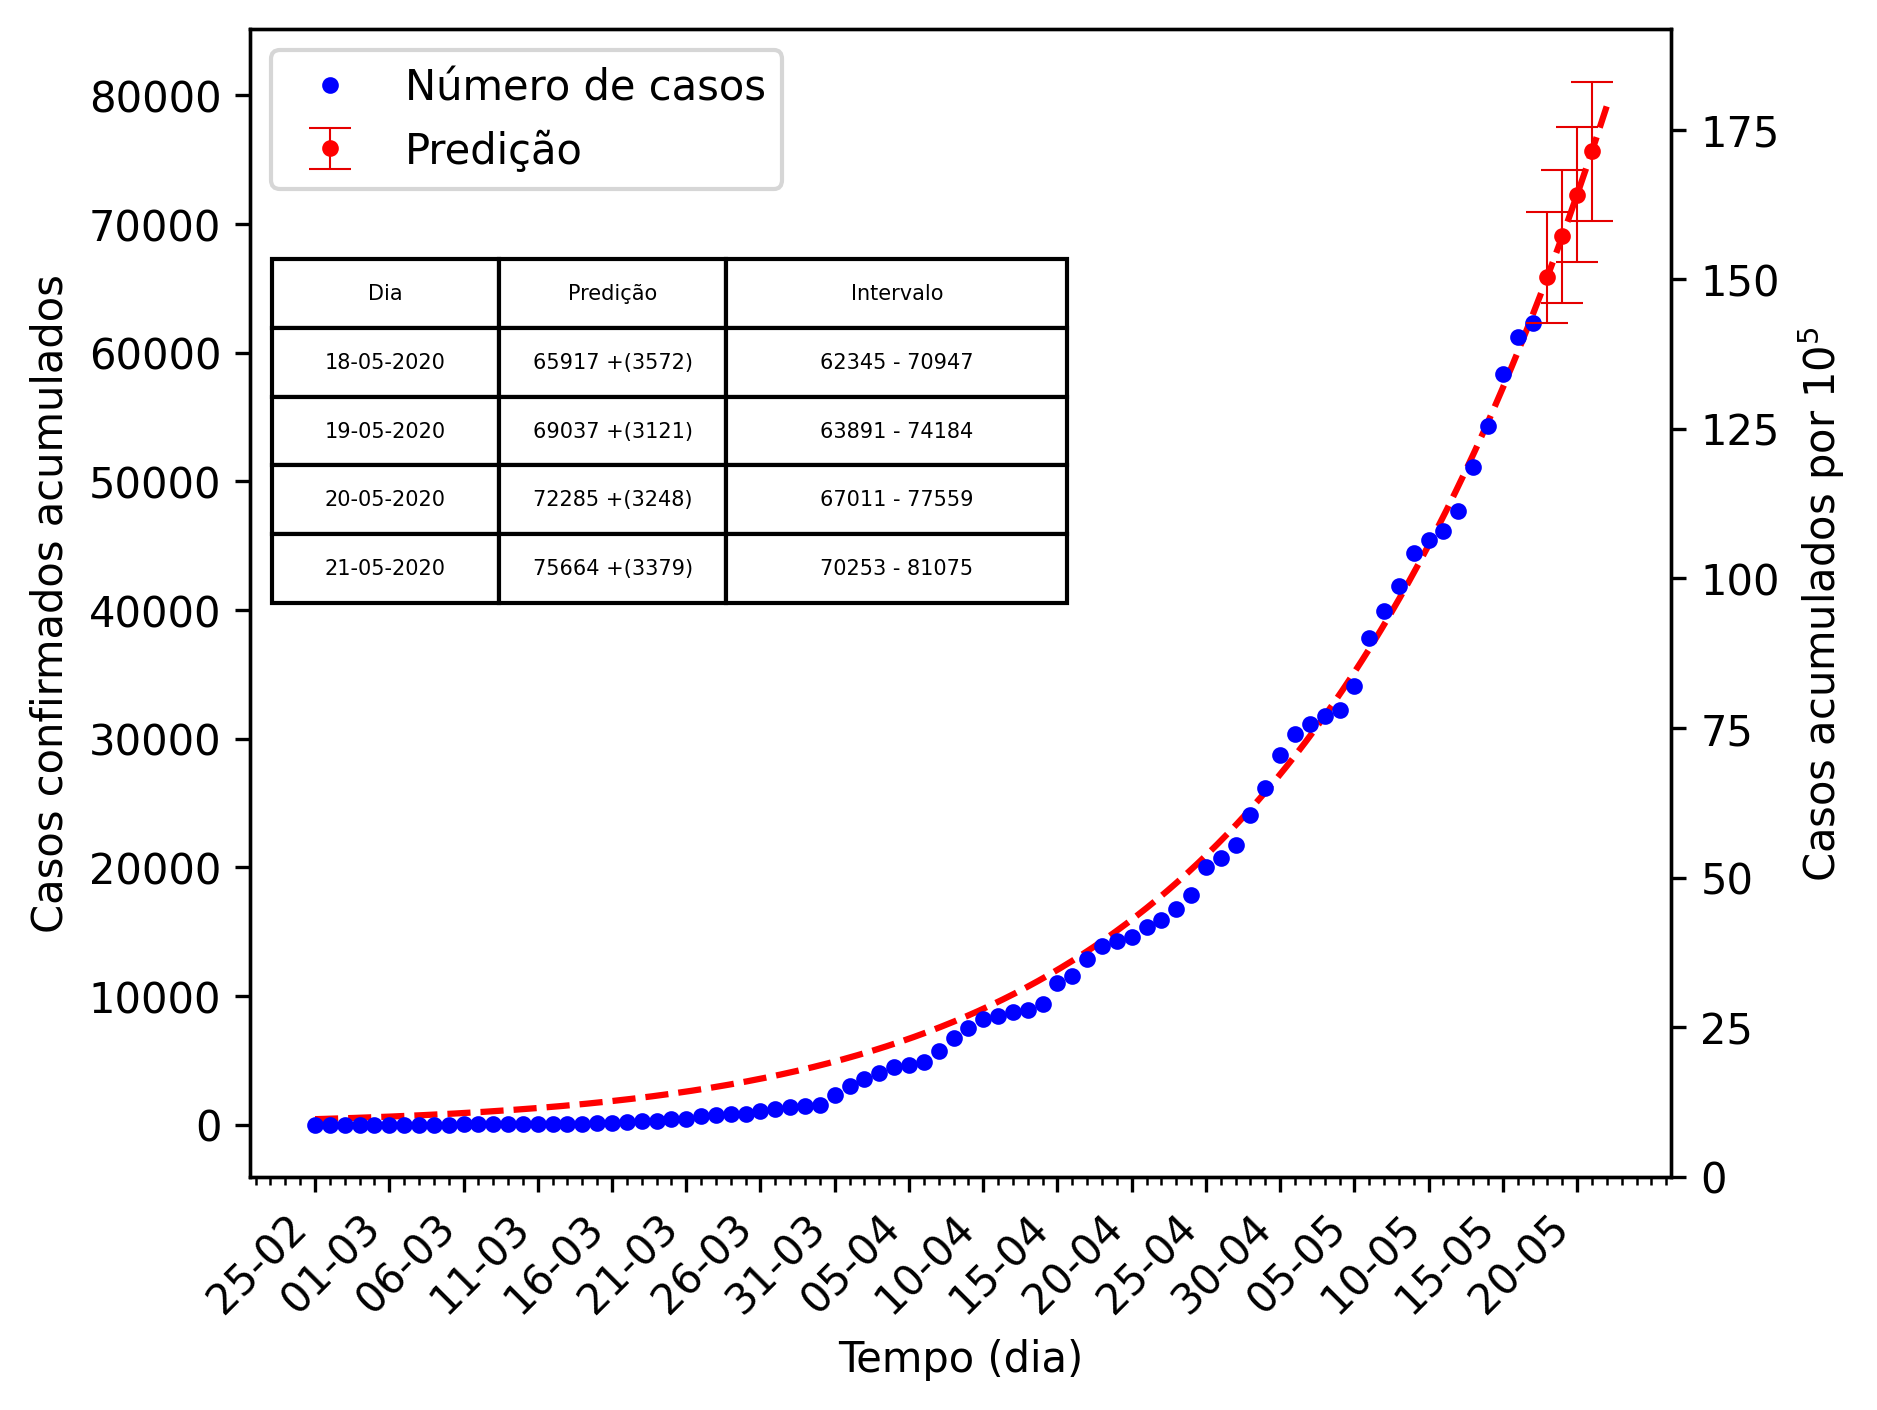 Número de casos
Predição
Dia Predição Intervalo
18-05-2020 65917 +(3572) 62345 - 70947
19-05-2020 69037 +(3121) 63891 - 74184
20-05-2020 72285 +(3248) 67011 - 77559
21-05-2020 75664 +(3379) 70253 - 81075
Casos confirmados acumulados
80000
70000
60000
50000
40000
30000
20000
10000
0
175
150
125
100
75
50
25
0
Casos acumulados por 10⁵
25-02 01-03 06-03 11-03 16-03 21-03 26-03 31-03 05-04 10-04 15-04 20-04 25-04 30-04 05-05 10-05 15-05 20-05
Tempo (dia)